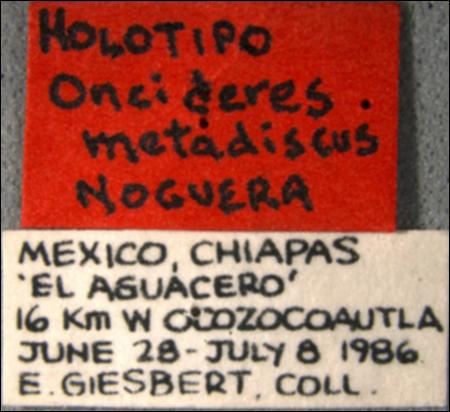 HOLOTIPO
Oncideres
metadiscus
NOGUERA
MEXICO, CHIAPAS
'EL AGUACERO'
16 Km W OCOZOCOAUTLA
JUNE 28 - JULY 8 1986
E. GIESBERT, COLL.